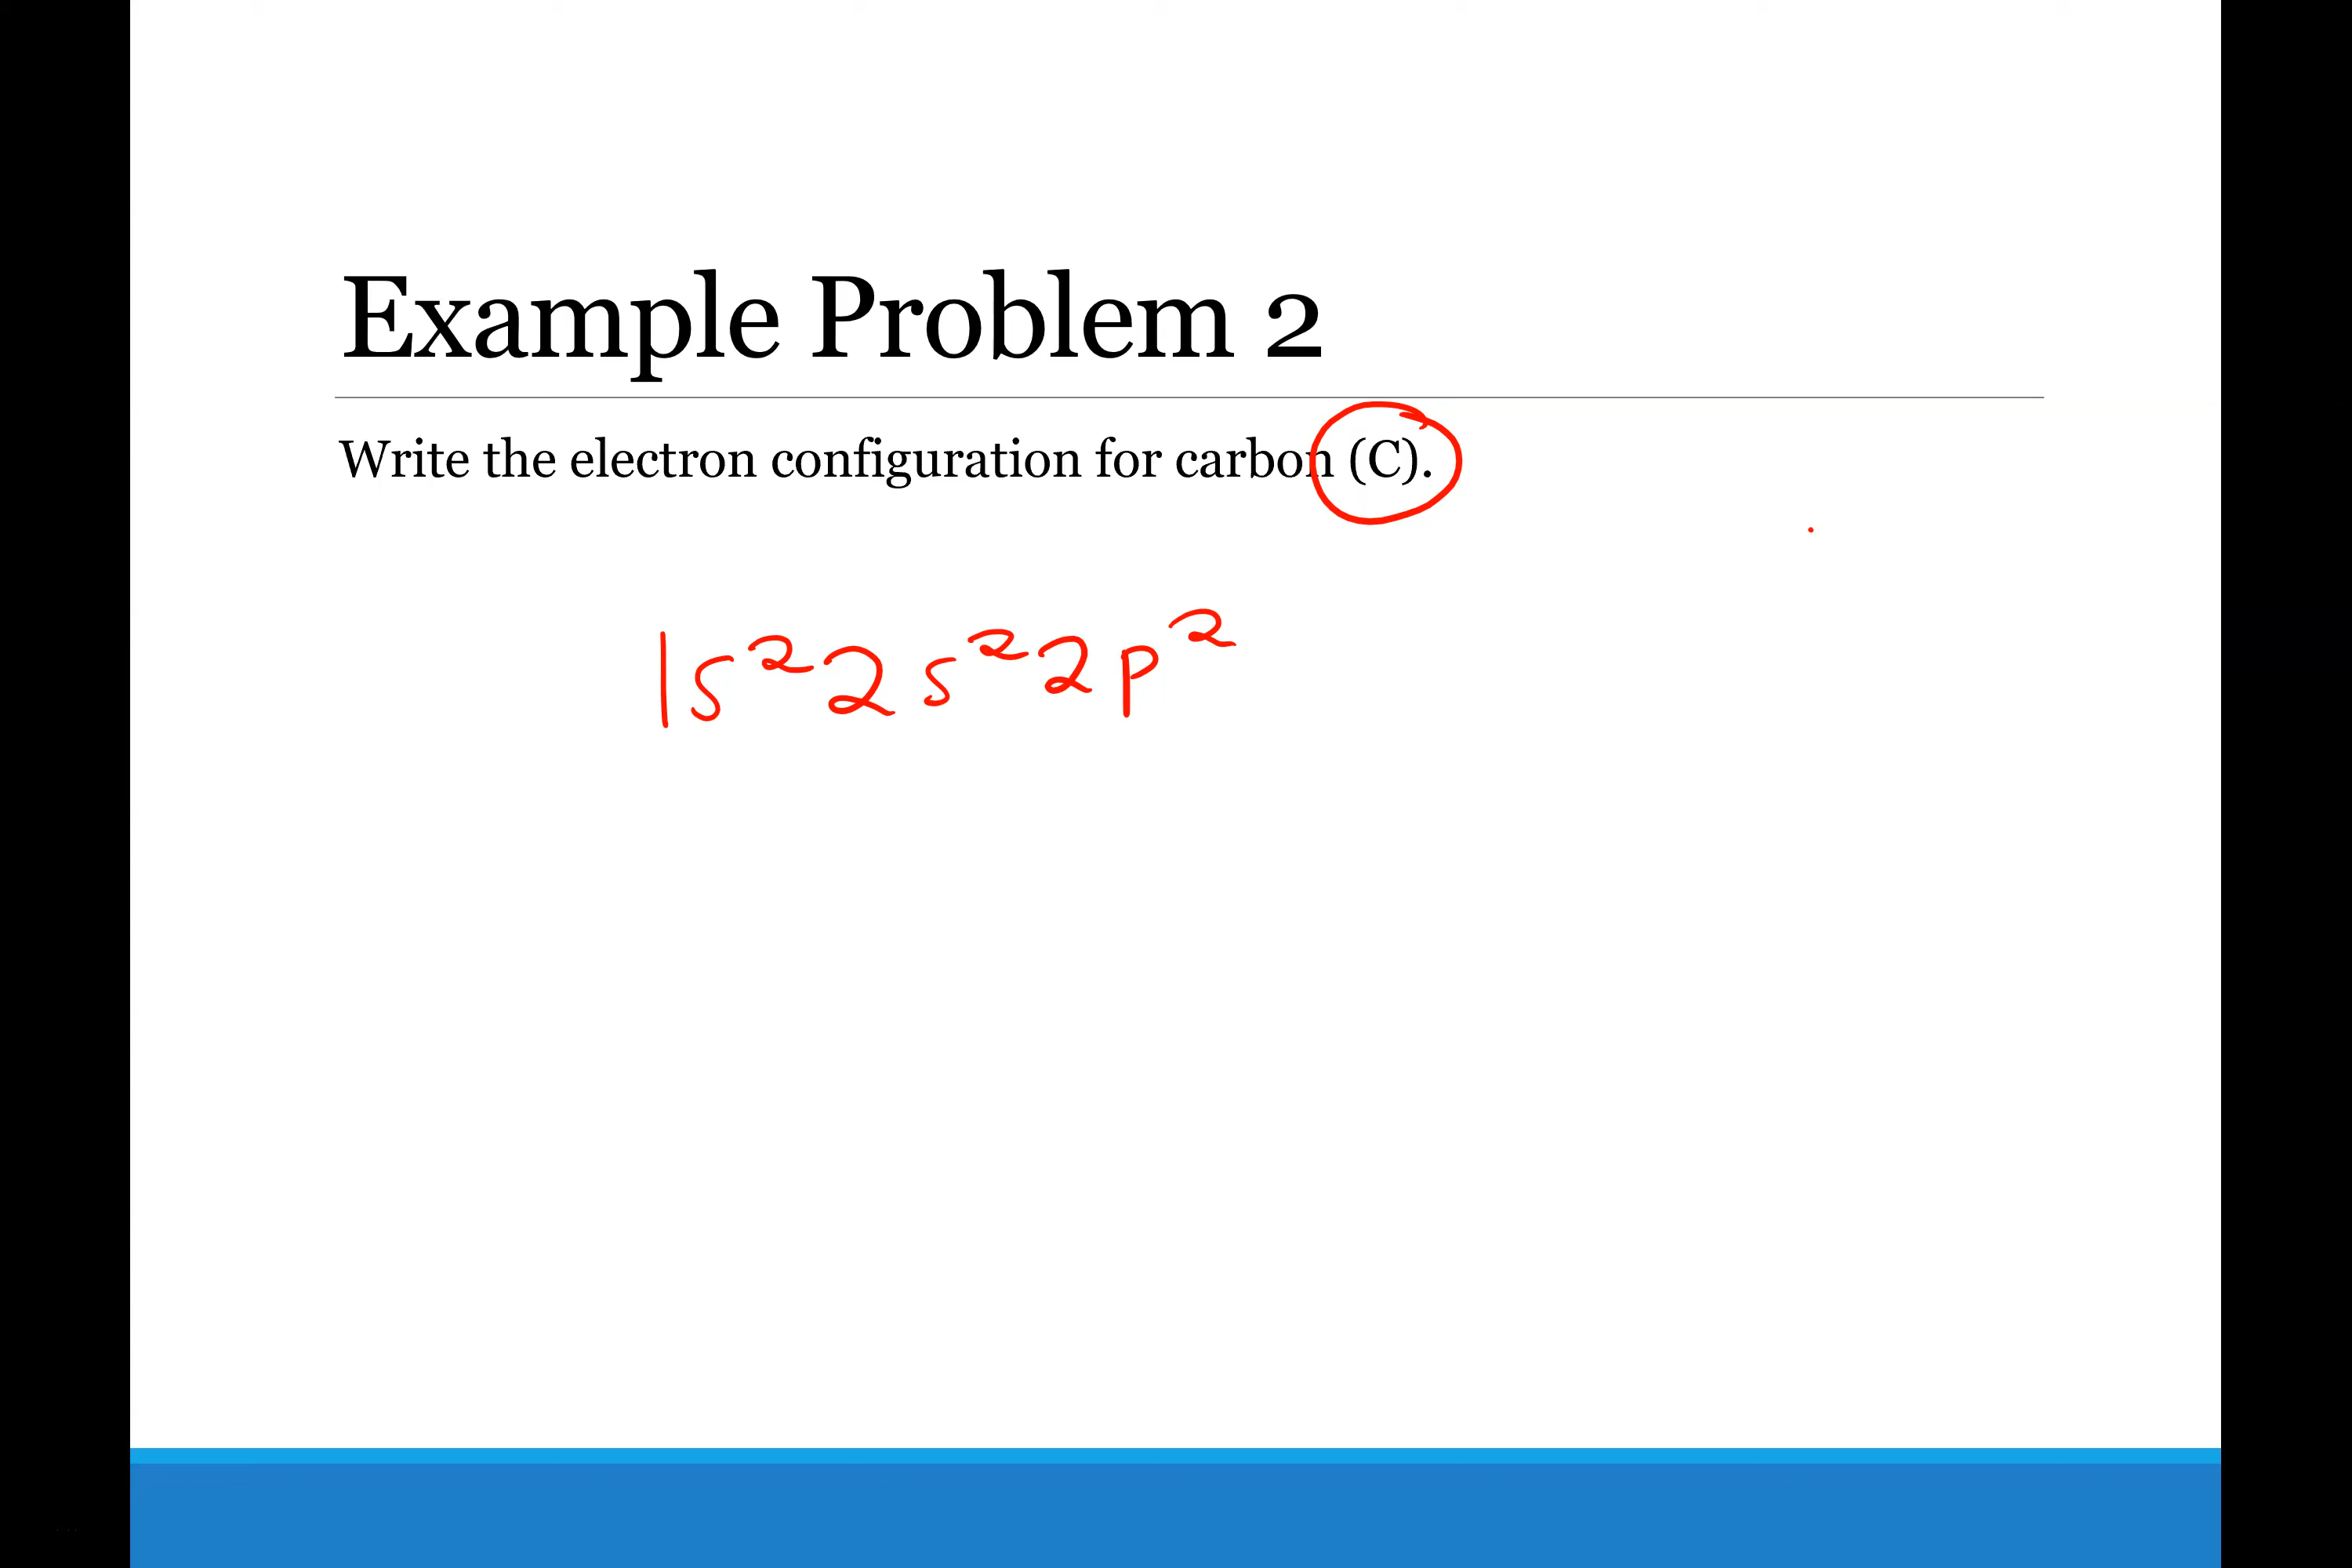 Example Problem 2
Write the electron configuration for carbon (C).
1s²2s²2p²